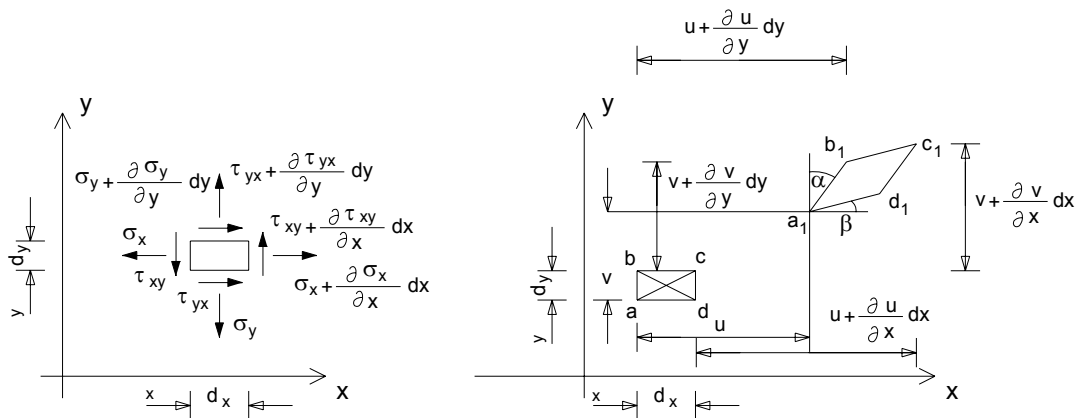 y
σy + ∂σy/∂y dy
τyx + ∂τyx/∂y dy
σx
τxy + ∂τxy/∂x dx
dy
τxy
τyx
σx + ∂σx/∂x dx
y
σy
x
x dx
u + ∂u/∂y dy
y
b1
c1
α
v + ∂v/∂y dy
d1
v + ∂v/∂x dx
a1
β
b
c
dy
v
a
d
y
u
u + ∂u/∂x dx
x
x dx